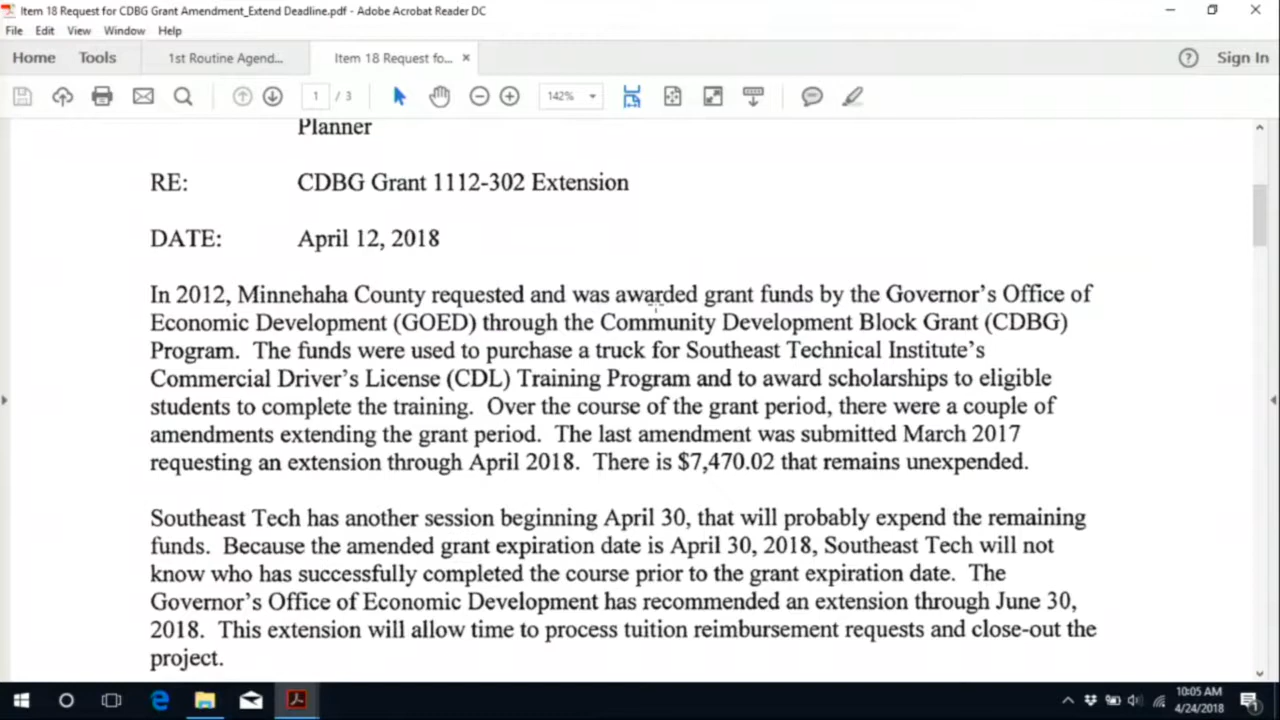 Item 18 Request for CDBG Grant Amendment_Extend Deadline.pdf - Adobe Acrobat Reader DC
File Edit View Window Help
Home Tools 1st Routine Agend... Item 18 Request fo... Sign In
1 / 3 142%
Planner
RE: CDBG Grant 1112-302 Extension
DATE: April 12, 2018
In 2012, Minnehaha County requested and was awarded grant funds by the Governor's Office of
Economic Development (GOED) through the Community Development Block Grant (CDBG)
Program. The funds were used to purchase a truck for Southeast Technical Institute's
Commercial Driver's License (CDL) Training Program and to award scholarships to eligible
students to complete the training. Over the course of the grant period, there were a couple of
amendments extending the grant period. The last amendment was submitted March 2017
requesting an extension through April 2018. There is $7,470.02 that remains unexpended.
Southeast Tech has another session beginning April 30, that will probably expend the remaining
funds. Because the amended grant expiration date is April 30, 2018, Southeast Tech will not
know who has successfully completed the course prior to the grant expiration date. The
Governor's Office of Economic Development has recommended an extension through June 30,
2018. This extension will allow time to process tuition reimbursement requests and close-out the
project.
10:05 AM
4/24/2018